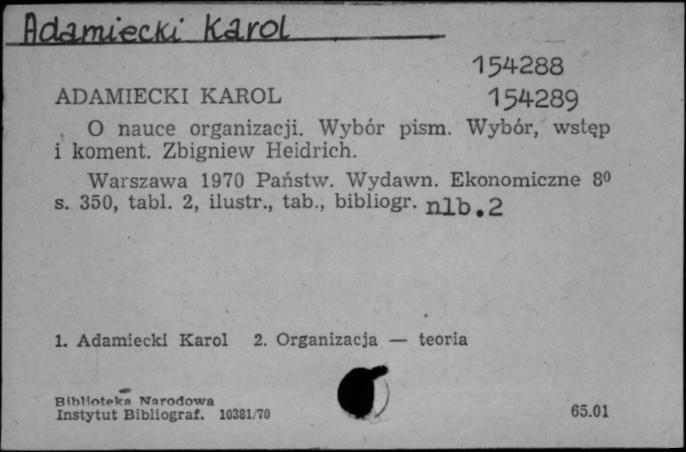 Adamiecki Karol
154288
ADAMIECKI KAROL 154289
O nauce organizacji. Wybór pism. Wybór, wstęp
i koment. Zbigniew Heidrich.
Warszawa 1970 Państw. Wydawn. Ekonomiczne 8⁰
s. 350, tabl. 2, ilustr., tab., bibliogr. nlb.2
1. Adamiecki Karol 2. Organizacja — teoria
Biblioteka Narodowa
Instytut Bibliograf. 10381/70 65.01